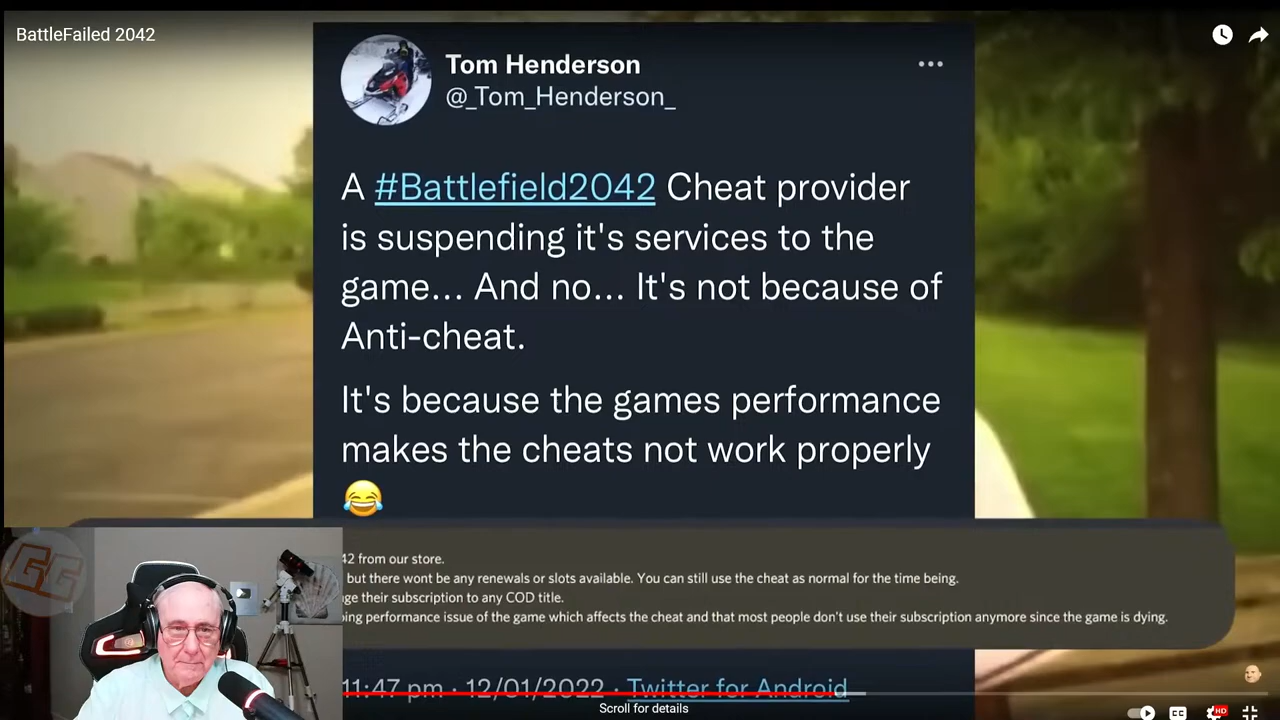 BattleFailed 2042
Tom Henderson
@_Tom_Henderson_
A #Battlefield2042 Cheat provider
is suspending it's services to the
game... And no... It's not because of
Anti-cheat.
It's because the games performance
makes the cheats not work properly
42 from our store.
but there wont be any renewals or slots available. You can still use the cheat as normal for the time being.
ge their subscription to any COD title.
ing performance issue of the game which affects the cheat and that most people don't use their subscription anymore since the game is dying.
GG
11:47 pm · 12/01/2022 · Twitter for Android
Scroll for details
CC
HD